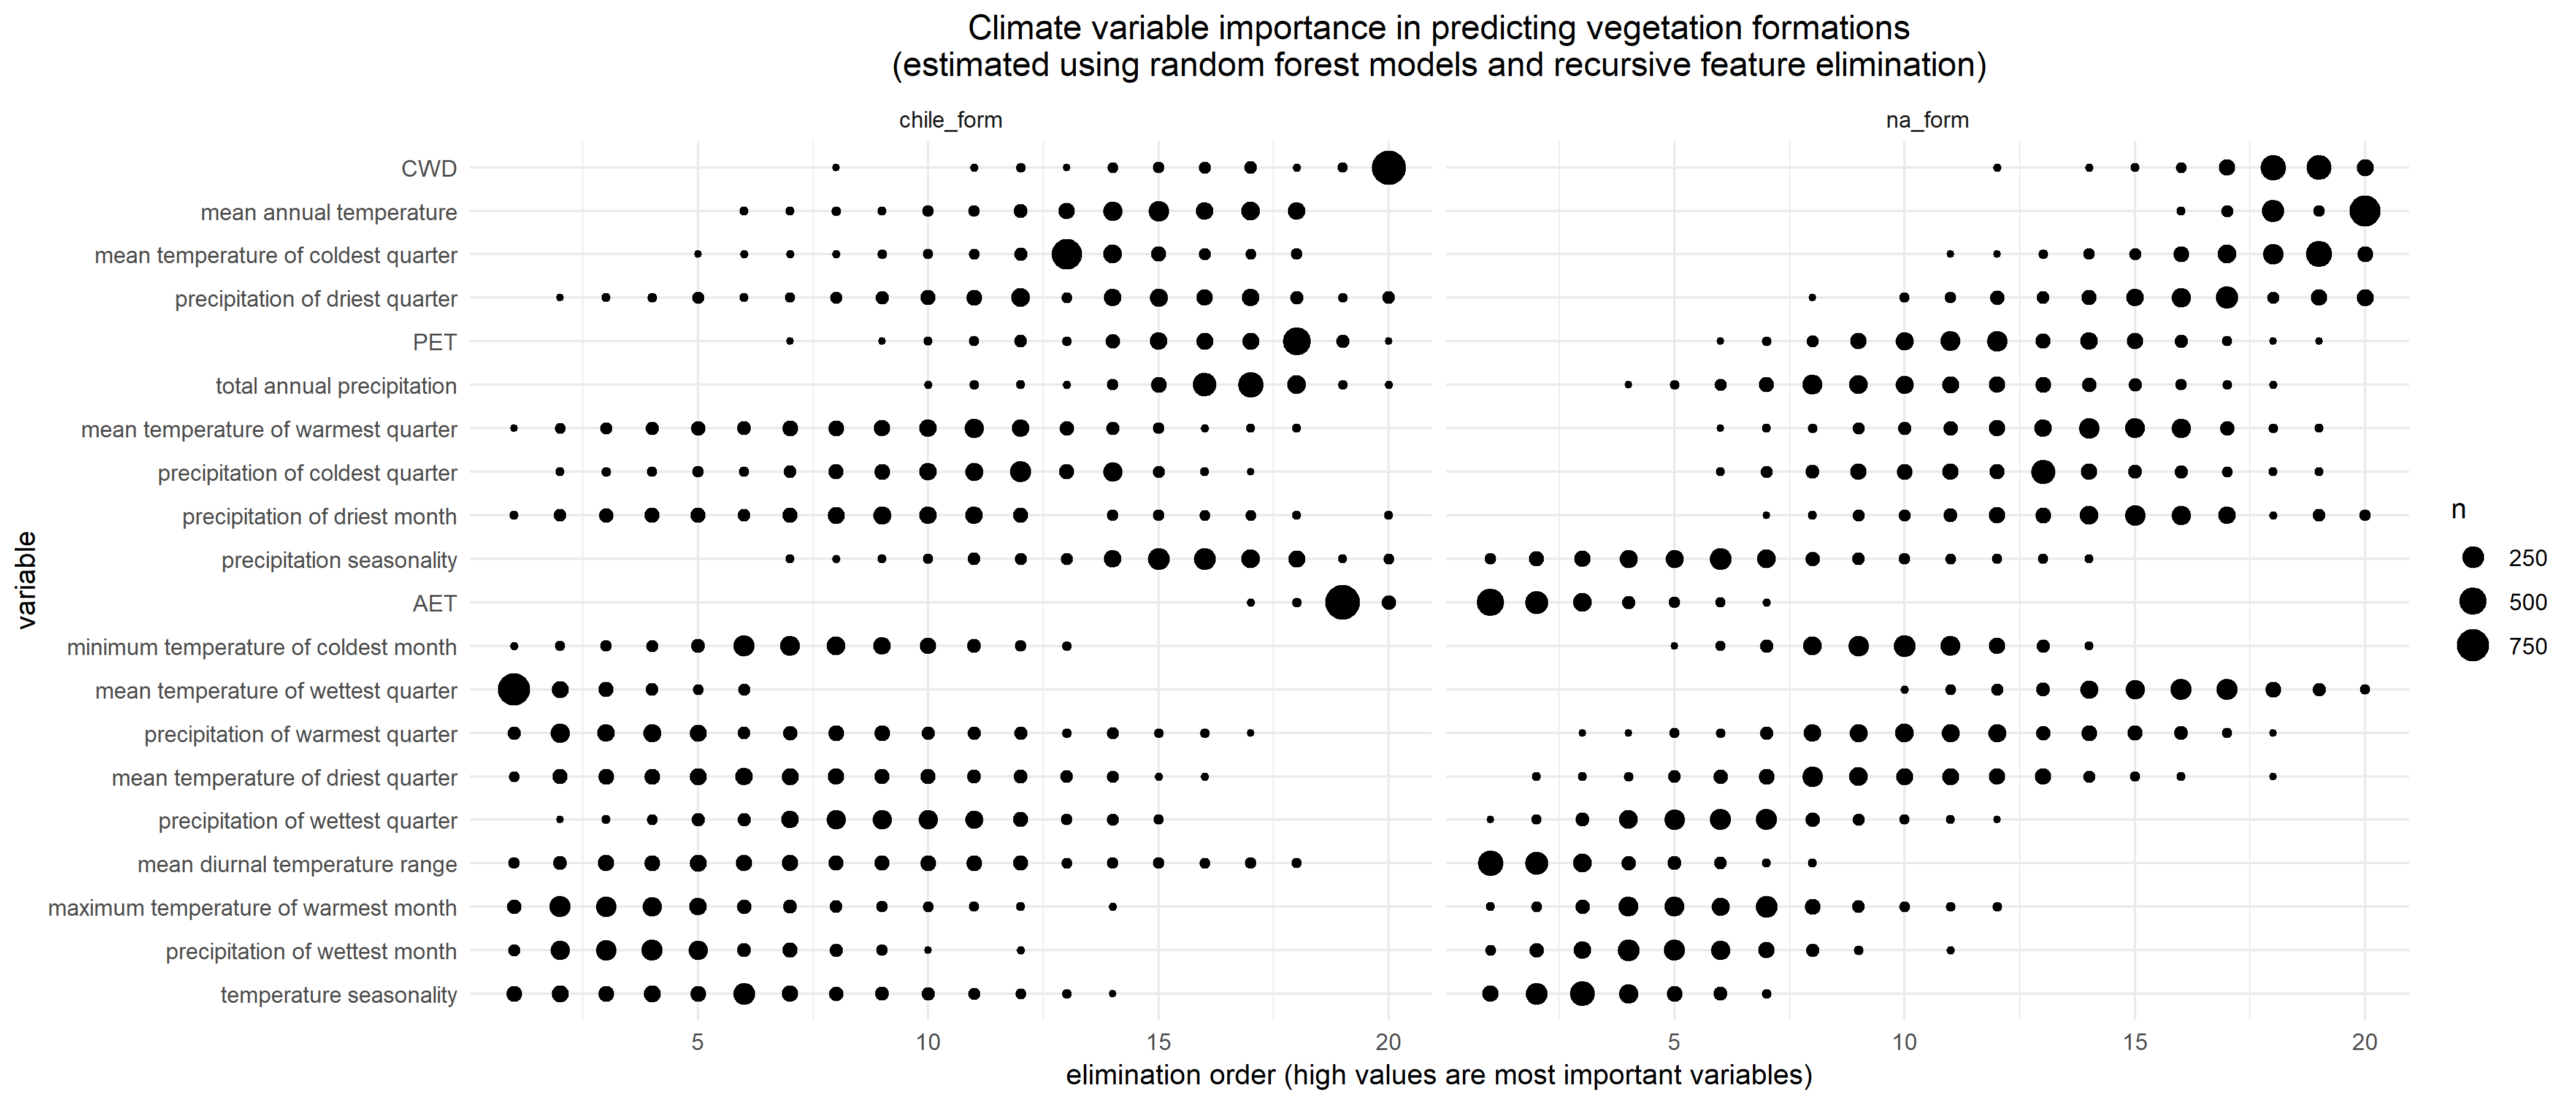 Climate variable importance in predicting vegetation formations
(estimated using random forest models and recursive feature elimination)
chile_form
na_form
variable
CWD
mean annual temperature
mean temperature of coldest quarter
precipitation of driest quarter
PET
total annual precipitation
mean temperature of warmest quarter
precipitation of coldest quarter
precipitation of driest month
precipitation seasonality
AET
minimum temperature of coldest month
mean temperature of wettest quarter
precipitation of warmest quarter
mean temperature of driest quarter
precipitation of wettest quarter
mean diurnal temperature range
maximum temperature of warmest month
precipitation of wettest month
temperature seasonality
5 10 15 20 5 10 15 20
elimination order (high values are most important variables)
n
250
500
750